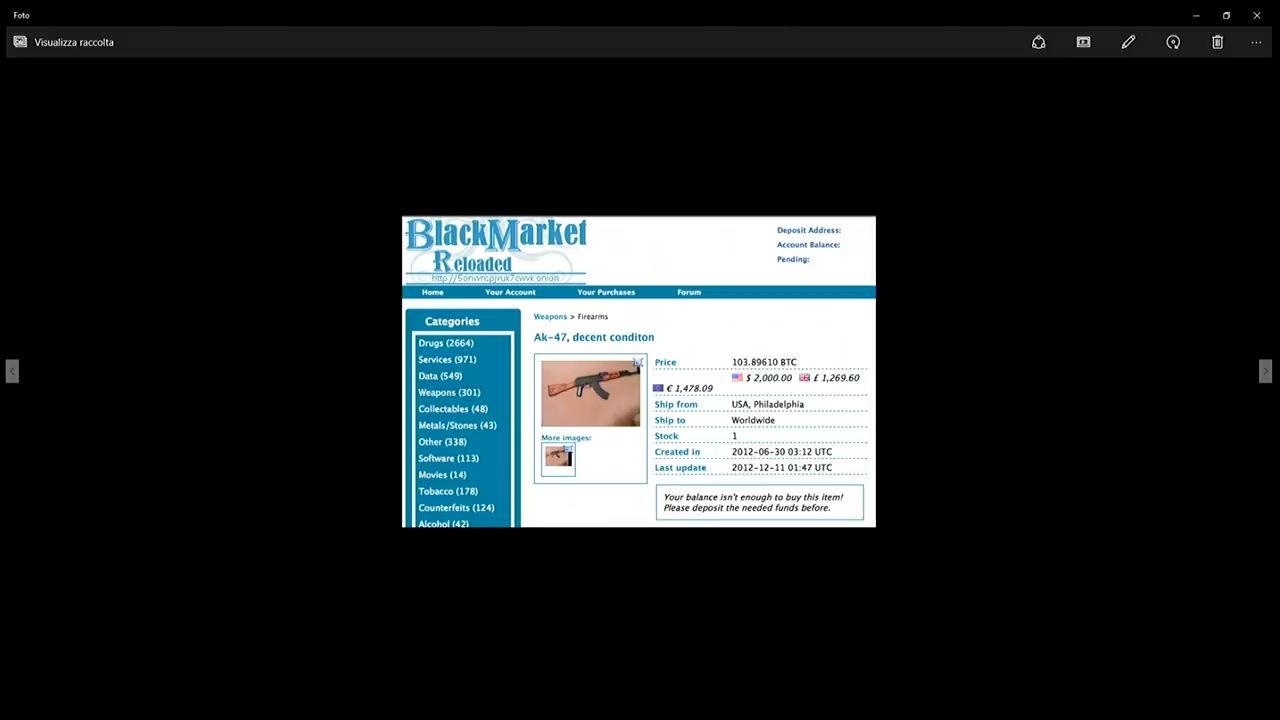 Foto
Visualizza raccolta
BlackMarket
Reloaded
Deposit Address:
Account Balance:
Pending:
Home Your Account Your Purchases Forum
Categories
Drugs (2664)
Services (971)
Data (549)
Weapons (301)
Collectables (48)
Metals/Stones (43)
Other (338)
Software (113)
Movies (14)
Tobacco (178)
Counterfeits (124)
Alcohol (42)
Weapons > Firearms
Ak-47, decent conditon
More images:
Price 103.89610 BTC
$ 2,000.00 £ 1,269.60
€ 1,478.09
Ship from USA, Philadelphia
Ship to Worldwide
Stock 1
Created in 2012-06-30 03:12 UTC
Last update 2012-12-11 01:47 UTC
Your balance isn't enough to buy this item!
Please deposit the needed funds before.